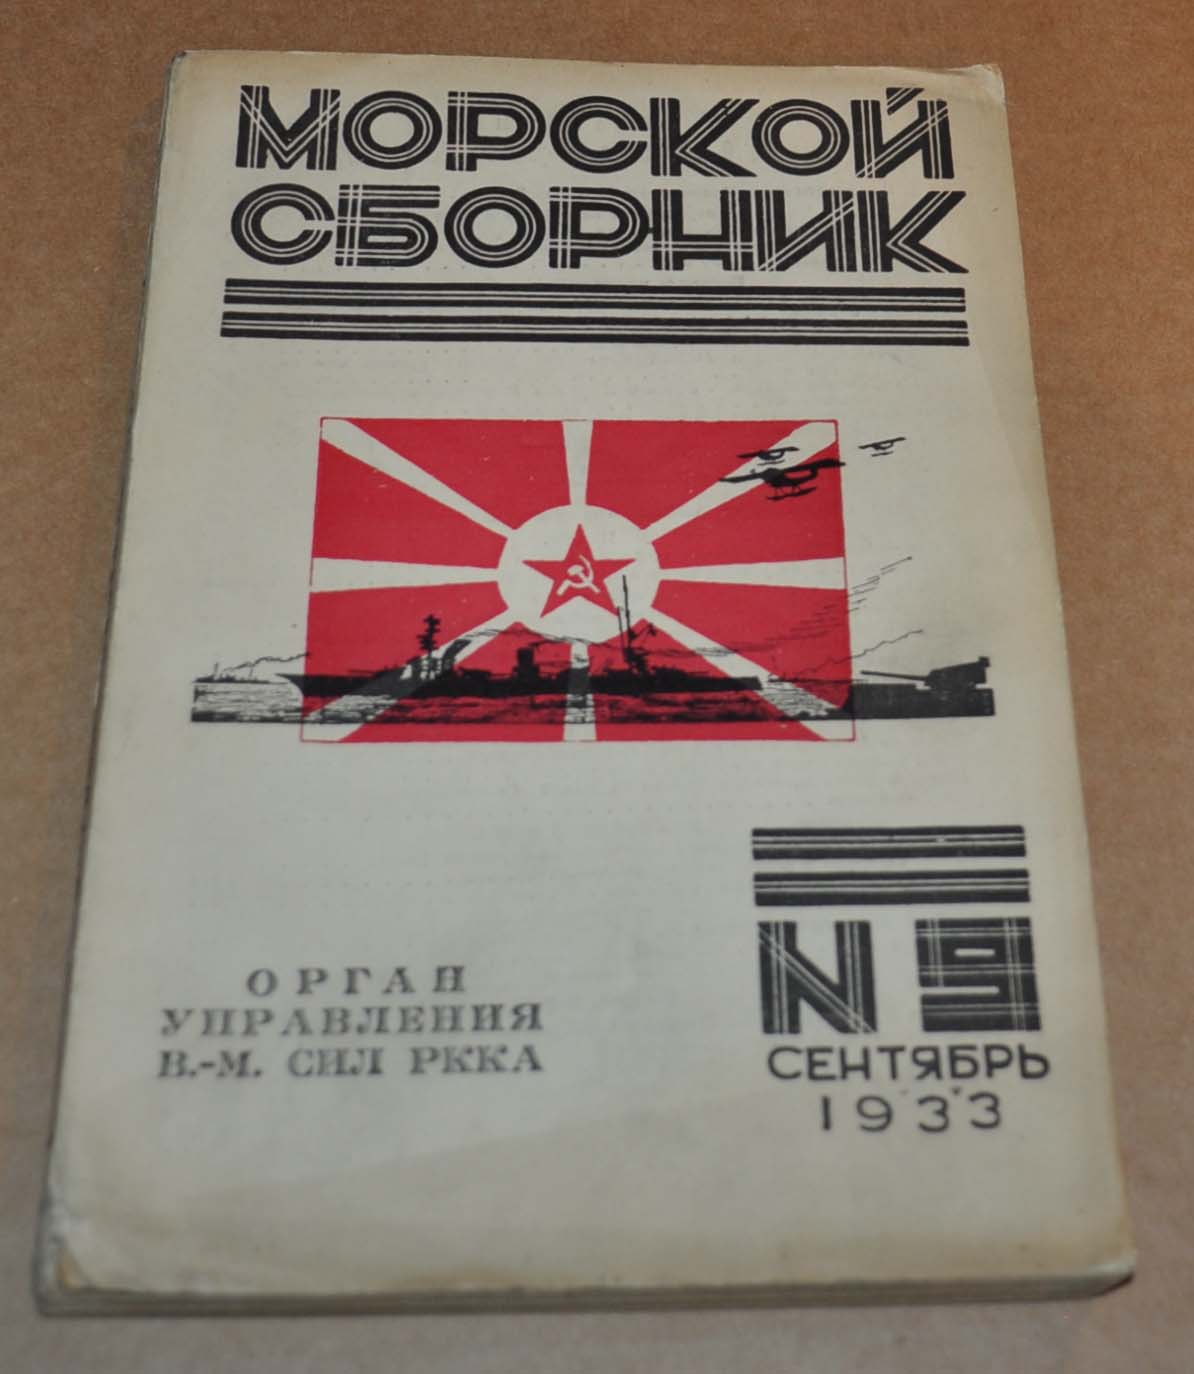 МОРСКОЙ
СБОРНИК
N 9
СЕНТЯБРЬ
1933
ОРГАН
УПРАВЛЕНИЯ
В.-М. СИЛ РККА